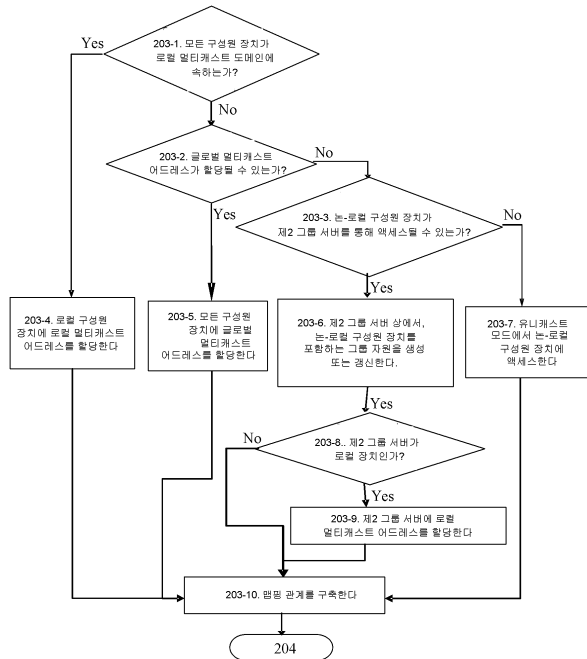 203-1. 모든 구성원 장치가
로컬 멀티캐스트 도메인에
속하는가?
Yes
No
203-2. 글로벌 멀티캐스트
어드레스가 할당될 수 있는가?
No
Yes
203-3. 논-로컬 구성원 장치가
제2 그룹 서버를 통해 액세스될 수 있는가?
No
Yes
203-4. 로컬 구성원
장치에 로컬 멀티캐스트
어드레스를 할당한다
203-5. 모든 구성원
장치에 글로벌
멀티캐스트
어드레스를 할당한다
203-6. 제2 그룹 서버 상에서,
논-로컬 구성원 장치를
포함하는 그룹 자원을 생성
또는 갱신한다.
203-7. 유니캐스트
모드에서 논-로컬
구성원 장치에
액세스한다
Yes
No
203-8.. 제2 그룹 서버가
로컬 장치인가?
Yes
203-9. 제2 그룹 서버에 로컬
멀티캐스트 어드레스를 할당한다
203-10. 맵핑 관계를 구축한다
204